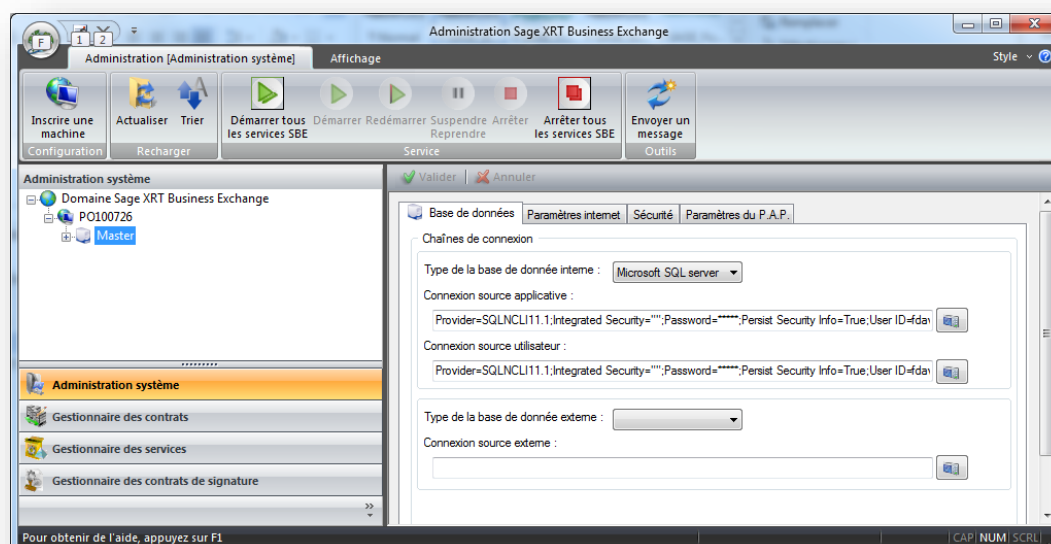 Administration Sage XRT Business Exchange
F
1 2
Administration [Administration système] Affichage Style
Inscrire une machine
Actualiser Trier
Démarrer tous les services SBE
Démarrer Redémarrer Suspendre Reprendre Arrêter
Arrêter tous les services SBE
Envoyer un message
Configuration Recharger Service Outils
Administration système
Domaine Sage XRT Business Exchange
PO100726
Master
Administration système
Gestionnaire des contrats
Gestionnaire des services
Gestionnaire des contrats de signature
Valider Annuler
Base de données Paramètres internet Sécurité Paramètres du P.A.P.
Chaînes de connexion
Type de la base de donnée interne : Microsoft SQL server
Connexion source applicative :
Provider=SQLNCLI11.1;Integrated Security="";Password=*****;Persist Security Info=True;User ID=fda
Connexion source utilisateur :
Provider=SQLNCLI11.1;Integrated Security="";Password=*****;Persist Security Info=True;User ID=fda
Type de la base de donnée externe :
Connexion source externe :
Pour obtenir de l'aide, appuyez sur F1 CAP NUM SCRL